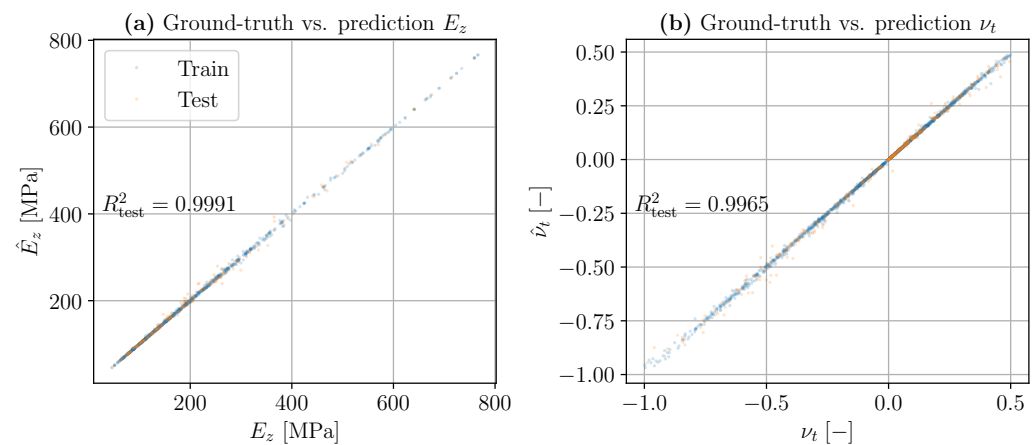 (a) Ground-truth vs. prediction E_z
800
600
400
200
Ê_z [MPa]
Train
Test
R²_test = 0.9991
200 400 600 800
E_z [MPa]
(b) Ground-truth vs. prediction ν_t
0.50
0.25
0.00
−0.25
−0.50
−0.75
−1.00
ν̂_t [−]
R²_test = 0.9965
−1.0 −0.5 0.0 0.5
ν_t [−]